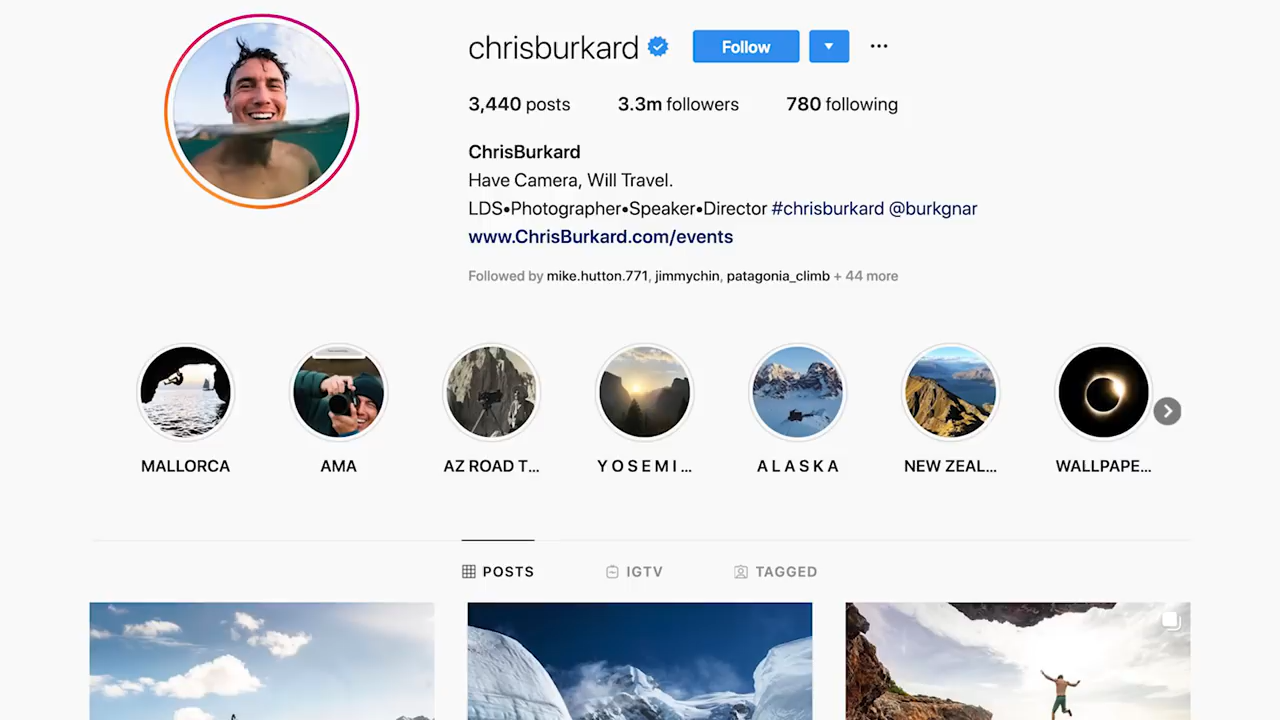 chrisburkard
Follow
3,440 posts
3.3m followers
780 following
ChrisBurkard
Have Camera, Will Travel.
LDS•Photographer•Speaker•Director #chrisburkard @burkgnar
www.ChrisBurkard.com/events
Followed by mike.hutton.771, jimmychin, patagonia_climb + 44 more
MALLORCA
AMA
AZ ROAD T...
Y O S E M I ...
A L A S K A
NEW ZEAL...
WALLPAPE...
POSTS
IGTV
TAGGED